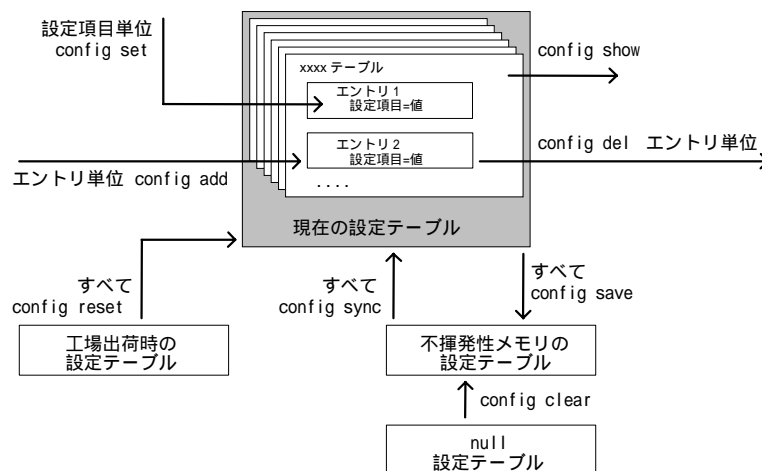 設定項目単位
config set
xxxx テーブル
エントリ 1
設定項目=値
config show
エントリ 2
設定項目=値
config del エントリ単位
エントリ単位 config add
. . . .
現在の設定テーブル
すべて
config reset
すべて
config sync
すべて
config save
工場出荷時の
設定テーブル
不揮発性メモリの
設定テーブル
config clear
null
設定テーブル